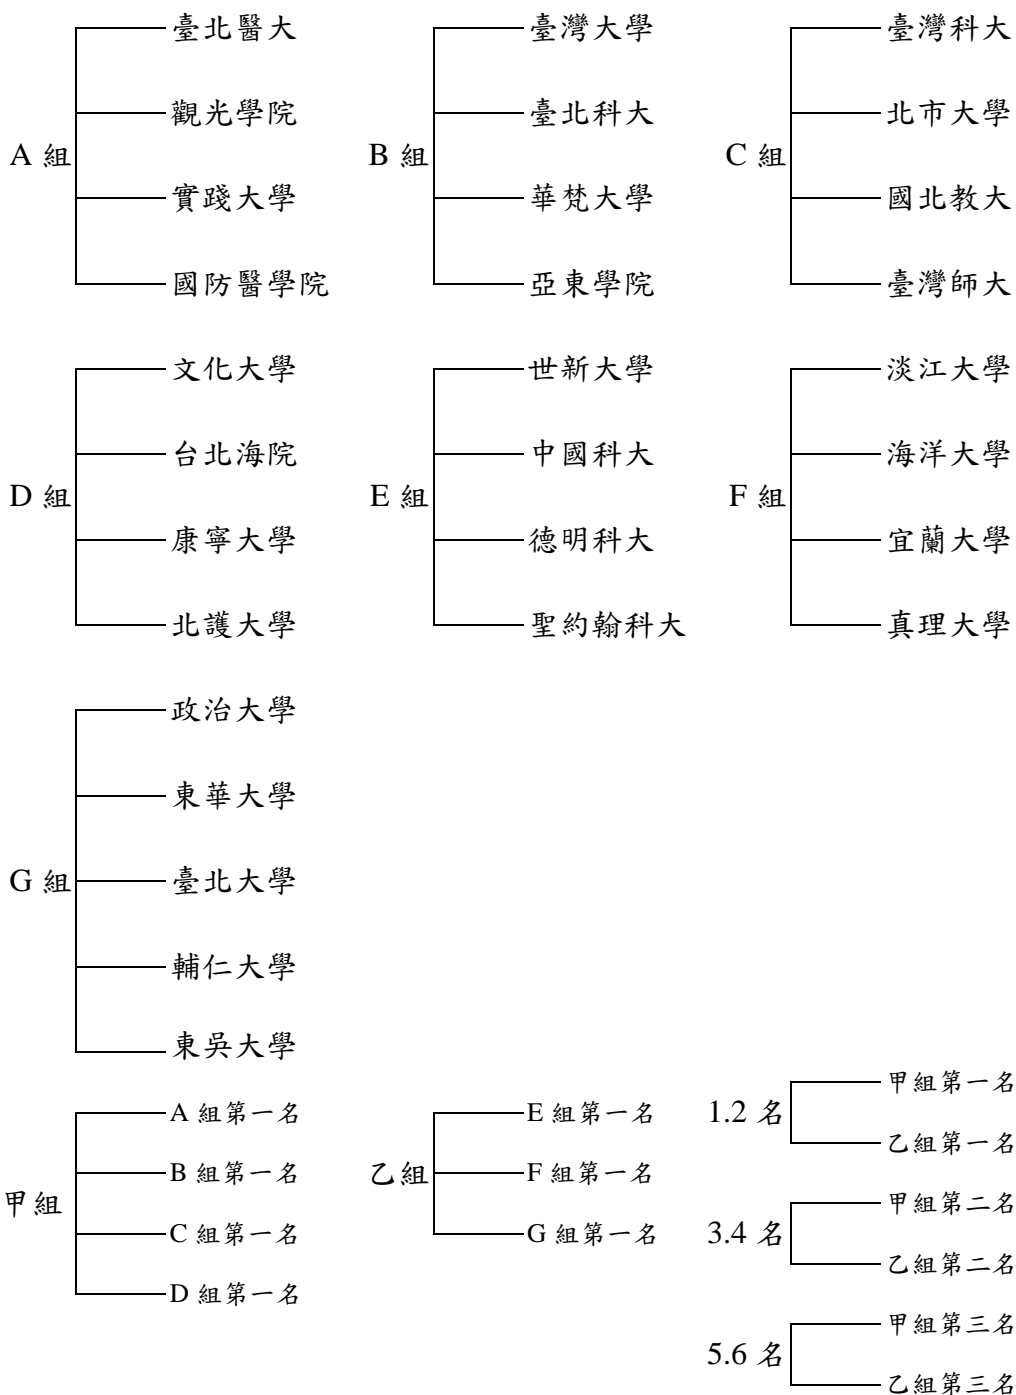 A 組
臺北醫大
觀光學院
實踐大學
國防醫學院
B 組
臺灣大學
臺北科大
華梵大學
亞東學院
C 組
臺灣科大
北市大學
國北教大
臺灣師大
D 組
文化大學
台北海院
康寧大學
北護大學
E 組
世新大學
中國科大
德明科大
聖約翰科大
F 組
淡江大學
海洋大學
宜蘭大學
真理大學
G 組
政治大學
東華大學
臺北大學
輔仁大學
東吳大學
甲組
A 組第一名
B 組第一名
C 組第一名
D 組第一名
乙組
E 組第一名
F 組第一名
G 組第一名
1.2 名
甲組第一名
乙組第一名
3.4 名
甲組第二名
乙組第二名
5.6 名
甲組第三名
乙組第三名